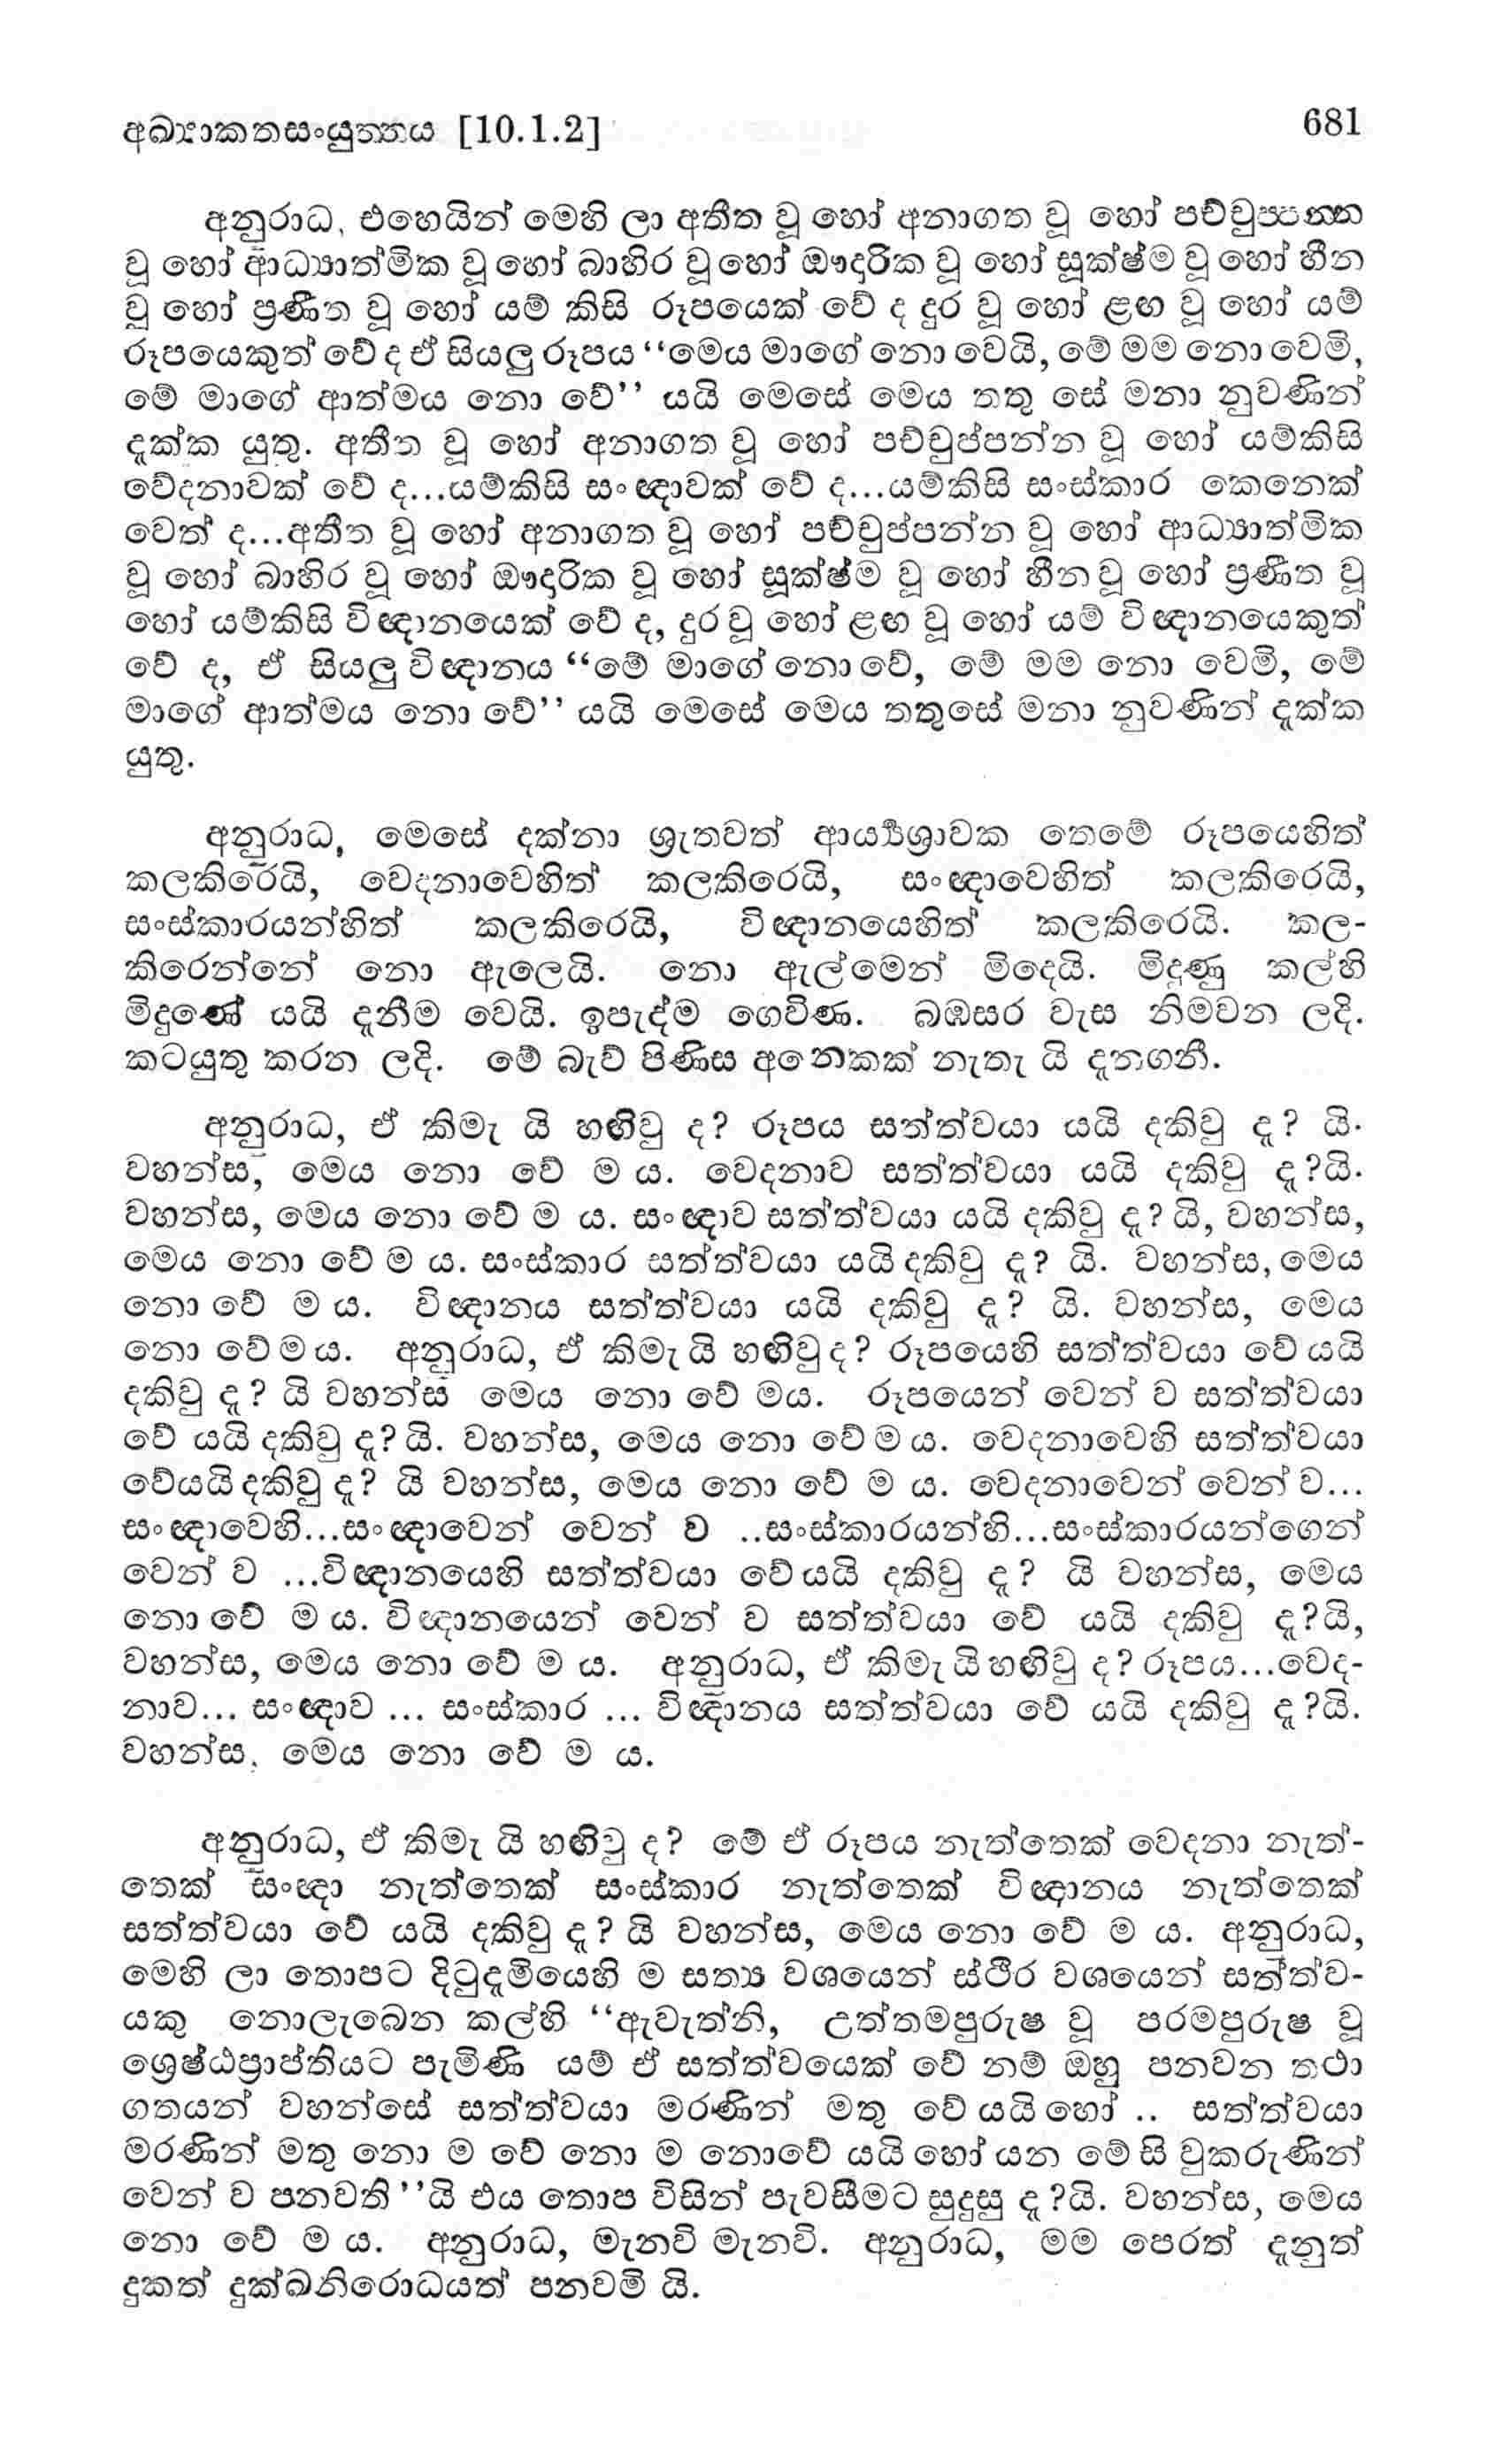 අඛ්‍යාකතසංයුත්තය [10.1.2] 681
අනුරාධ, එහෙයින් මෙහි ලා අතීත වූ හෝ අනාගත වූ හෝ පච්චුප්පන්න
වූ හෝ ආධ්‍යාත්මික වූ හෝ බාහිර වූ හෝ ඖදාරික වූ හෝ සූක්ෂ්ම වූ හෝ හීන
වූ හෝ ප්‍රණීත වූ හෝ යම් කිසි රූපයෙක් වේ ද දුර වූ හෝ ළඟ වූ හෝ යම්
රූපයෙකුත් වේ ද ඒ සියලු රූපය “මෙය මාගේ නො වෙයි, මේ මම නො වෙමි,
මේ මාගේ ආත්මය නො වේ” යයි මෙසේ මෙය තතු සේ මනා නුවණින්
දැක්ක යුතු. අතීත වූ හෝ අනාගත වූ හෝ පච්චුප්පන්න වූ හෝ යම්කිසි
වේදනාවක් වේ ද...යම්කිසි සංඥාවක් වේ ද...යම්කිසි සංස්කාර කෙනෙක්
වෙත් ද...අතීත වූ හෝ අනාගත වූ හෝ පච්චුප්පන්න වූ හෝ ආධ්‍යාත්මික
වූ හෝ බාහිර වූ හෝ ඖදාරික වූ හෝ සූක්ෂ්ම වූ හෝ හීන වූ හෝ ප්‍රණීත වූ
හෝ යම්කිසි විඥානයෙක් වේ ද, දුර වූ හෝ ළඟ වූ හෝ යම් විඥානයෙකුත්
වේ ද, ඒ සියලු විඥානය “මේ මාගේ නො වේ, මේ මම නො වෙමි, මේ
මාගේ ආත්මය නො වේ” යයි මෙසේ මෙය තතුසේ මනා නුවණින් දැක්ක
යුතු.
අනුරාධ, මෙසේ දක්නා ශ්‍රුතවත් ආර්‍ය්‍යශ්‍රාවක තෙමේ රූපයෙහිත්
කලකිරෙයි, වෙදනාවෙහිත් කලකිරෙයි, සංඥාවෙහිත් කලකිරෙයි,
සංස්කාරයන්හිත් කලකිරෙයි, විඥානයෙහිත් කලකිරෙයි. කල-
කිරෙන්නේ නො ඇලෙයි. නො ඇල්මෙන් මිදෙයි. මිදුණු කල්හි
මිදුණේ යයි දැනීම වෙයි. ඉපැද්ම ගෙවිණ. බඹසර වැස නිමවන ලදි.
කටයුතු කරන ලදි. මේ බැව් පිණිස අනෙකක් නැතැ යි දැනගනී.
අනුරාධ, ඒ කිමැ යි හඟිවු ද? රූපය සත්ත්වයා යයි දකිවු දැ? යි.
වහන්ස, මෙය නො වේ ම ය. වෙදනාව සත්ත්වයා යයි දකිවු දැ?යි.
වහන්ස, මෙය නො වේ ම ය. සංඥාව සත්ත්වයා යයි දකිවු දැ? යි, වහන්ස,
මෙය නො වේ ම ය. සංස්කාර සත්ත්වයා යයි දකිවු දැ? යි. වහන්ස, මෙය
නො වේ ම ය. විඥානය සත්ත්වයා යයි දකිවු දැ? යි. වහන්ස, මෙය
නො වේ ම ය. අනුරාධ, ඒ කිමැ යි හඟිවු ද? රූපයෙහි සත්ත්වයා වේ යයි
දකිවු දැ? යි වහන්ස මෙය නො වේ මය. රූපයෙන් වෙන් ව සත්ත්වයා
වේ යයි දකිවු දැ? යි. වහන්ස, මෙය නො වේ ම ය. වෙදනාවෙහි සත්ත්වයා
වේයයි දකිවු දැ? යි වහන්ස, මෙය නො වේ ම ය. වෙදනාවෙන් වෙන් ව...
සංඥාවෙහි...සංඥාවෙන් වෙන් ව ..සංස්කාරයන්හි...සංස්කාරයන්ගෙන්
වෙන් ව ...විඥානයෙහි සත්ත්වයා වේ යයි දකිවු දැ? යි වහන්ස, මෙය
නො වේ ම ය. විඥානයෙන් වෙන් ව සත්ත්වයා වේ යයි දකිවු දැ?යි,
වහන්ස, මෙය නො වේ ම ය. අනුරාධ, ඒ කිමැ යි හඟිවු ද? රූපය...වෙද-
නාව... සංඥාව ... සංස්කාර ... විඥානය සත්ත්වයා වේ යයි දකිවු දැ?යි.
වහන්ස, මෙය නො වේ ම ය.
අනුරාධ, ඒ කිමැ යි හඟිවු ද? මේ ඒ රූපය නැත්තෙක් වෙදනා නැත්-
තෙක් සංඥා නැත්තෙක් සංස්කාර නැත්තෙක් විඥානය නැත්තෙක්
සත්ත්වයා වේ යයි දකිවු දැ? යි වහන්ස, මෙය නො වේ ම ය. අනුරාධ,
මෙහි ලා තොපට දිටුදැමියෙහි ම සත්‍ය වශයෙන් ස්ථිර වශයෙන් සත්ත්ව-
යකු නොලැබෙන කල්හි “ඇවැත්නි, උත්තමපුරුෂ වූ පරමපුරුෂ වූ
ශ්‍රෙෂ්ඨප්‍රාප්තියට පැමිණි යම් ඒ සත්ත්වයෙක් වේ නම් ඔහු පනවන තථා
ගතයන් වහන්සේ සත්ත්වයා මරණින් මතු වේ යයි හෝ .. සත්ත්වයා
මරණින් මතු නො ම වේ නො ම නොවේ යයි හෝ යන මේ සි වුකරුණින්
වෙන් ව පනවති”යි එය තොප විසින් පැවසීමට සුදුසු දැ?යි. වහන්ස, මෙය
නො වේ ම ය. අනුරාධ, මැනවි මැනවි. අනුරාධ, මම පෙරත් දැනුත්
දුකත් දුක්ඛනිරොධයත් පනවමි යි.